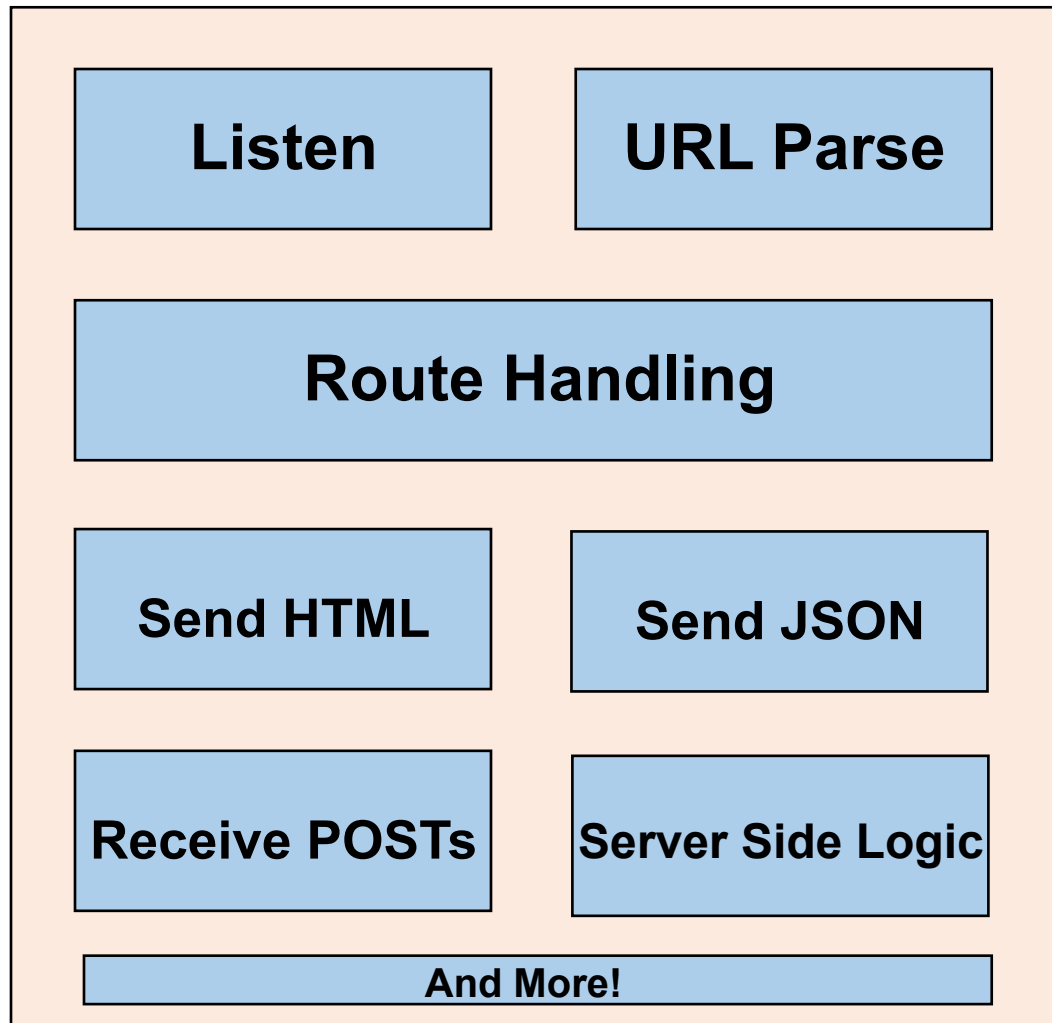 Listen
URL Parse
Route Handling
Send HTML
Send JSON
Receive POSTs
Server Side Logic
And More!